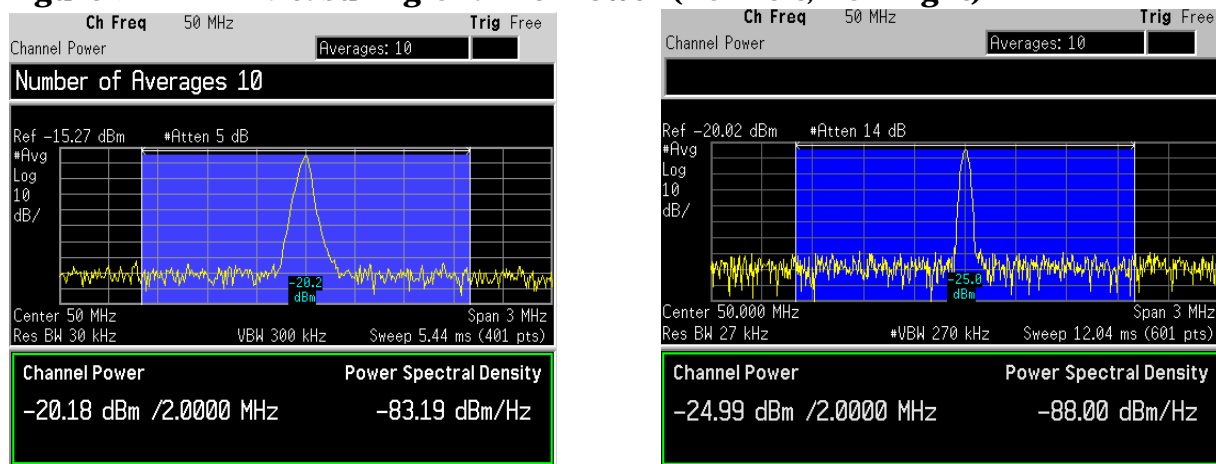 Ch Freq 50 MHz Trig Free
Channel Power Averages: 10
Number of Averages 10
Ref -15.27 dBm #Atten 5 dB
#Avg
Log
10
dB/
-20.2
dBm
Center 50 MHz Span 3 MHz
Res BW 30 kHz VBW 300 kHz Sweep 5.44 ms (401 pts)
Channel Power Power Spectral Density
-20.18 dBm /2.0000 MHz -83.19 dBm/Hz
Ch Freq 50 MHz Trig Free
Channel Power Averages: 10
Ref -20.02 dBm #Atten 14 dB
#Avg
Log
10
dB/
-25.0
dBm
Center 50.000 MHz Span 3 MHz
Res BW 27 kHz #VBW 270 kHz Sweep 12.04 ms (601 pts)
Channel Power Power Spectral Density
-24.99 dBm /2.0000 MHz -88.00 dBm/Hz